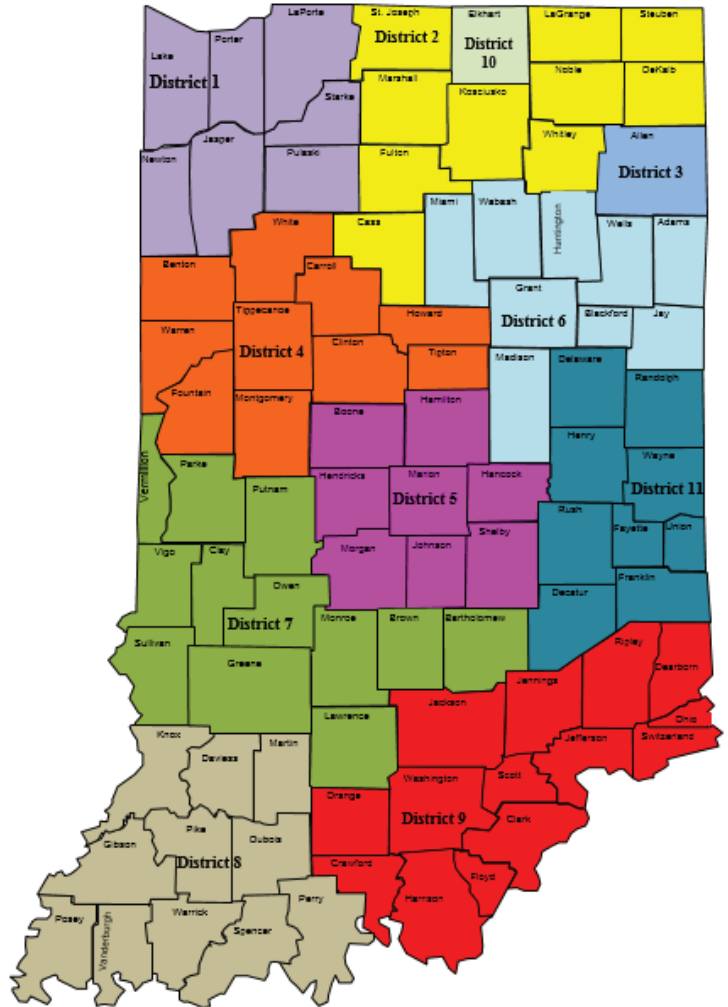 LaPorte
St. Joseph
Elkhart
LaGrange
Steuben
Porter
District 2
District
10
Lake
District 1
Marshall
Noble
DeKalb
Kosciusko
Starke
Jasper
Whitley
Allen
Newton
Pulaski
Fulton
District 3
Miami
Wabash
Huntington
Wells
Adams
White
Cass
Benton
Carroll
Grant
Tippecanoe
Howard
Blackford
Jay
District 6
Warren
Clinton
District 4
Tipton
Madison
Delaware
Randolph
Fountain
Montgomery
Boone
Hamilton
Henry
Wayne
Vermillion
Parke
Putnam
Hendricks
Marion
Hancock
District 5
District 11
Rush
Fayette
Union
Vigo
Clay
Morgan
Johnson
Shelby
Owen
Franklin
Decatur
Monroe
Brown
Bartholomew
District 7
Sullivan
Ripley
Dearborn
Greene
Jennings
Jackson
Ohio
Lawrence
Knox
Jefferson
Switzerland
Daviess
Martin
Washington
Scott
Orange
District 9
Clark
Pike
Gibson
Dubois
District 8
Crawford
Floyd
Harrison
Perry
Posey
Vanderburgh
Warrick
Spencer